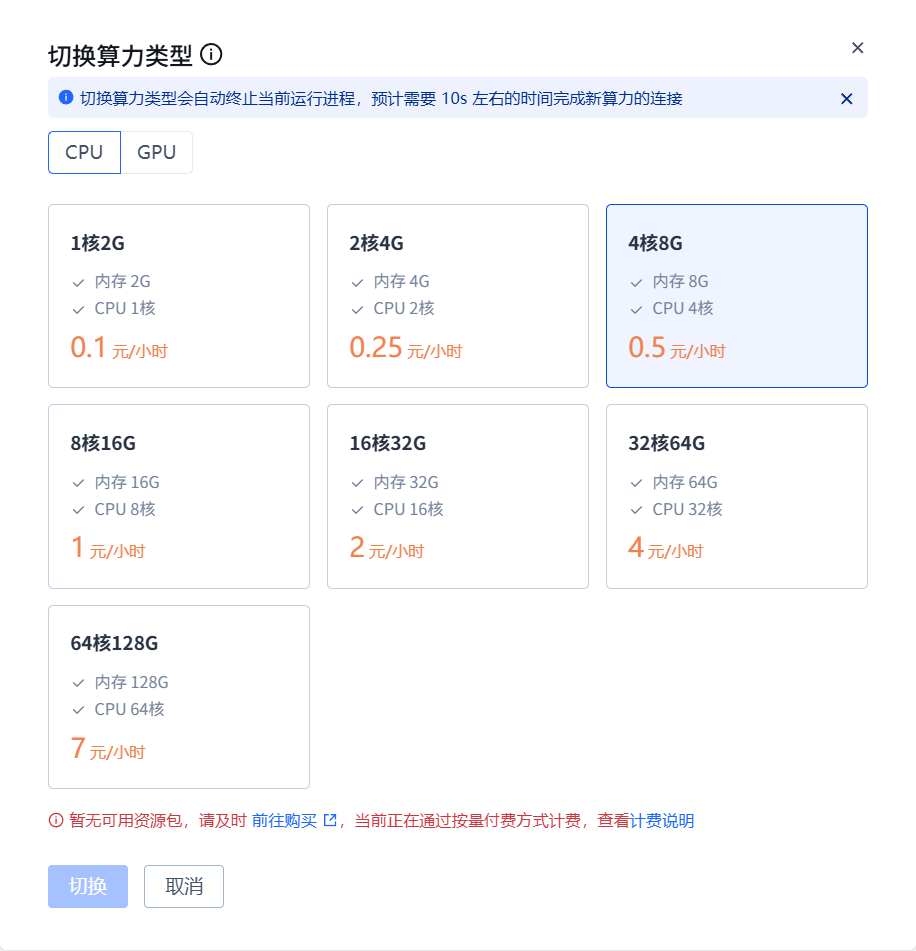 切换算力类型
切换算力类型会自动终止当前运行进程，预计需要 10s 左右的时间完成新算力的连接
CPU GPU
1核2G
内存 2G
CPU 1核
0.1 元/小时
2核4G
内存 4G
CPU 2核
0.25 元/小时
4核8G
内存 8G
CPU 4核
0.5 元/小时
8核16G
内存 16G
CPU 8核
1 元/小时
16核32G
内存 32G
CPU 16核
2 元/小时
32核64G
内存 64G
CPU 32核
4 元/小时
64核128G
内存 128G
CPU 64核
7 元/小时
暂无可用资源包，请及时 前往购买，当前正在通过按量付费方式计费，查看计费说明
切换 取消